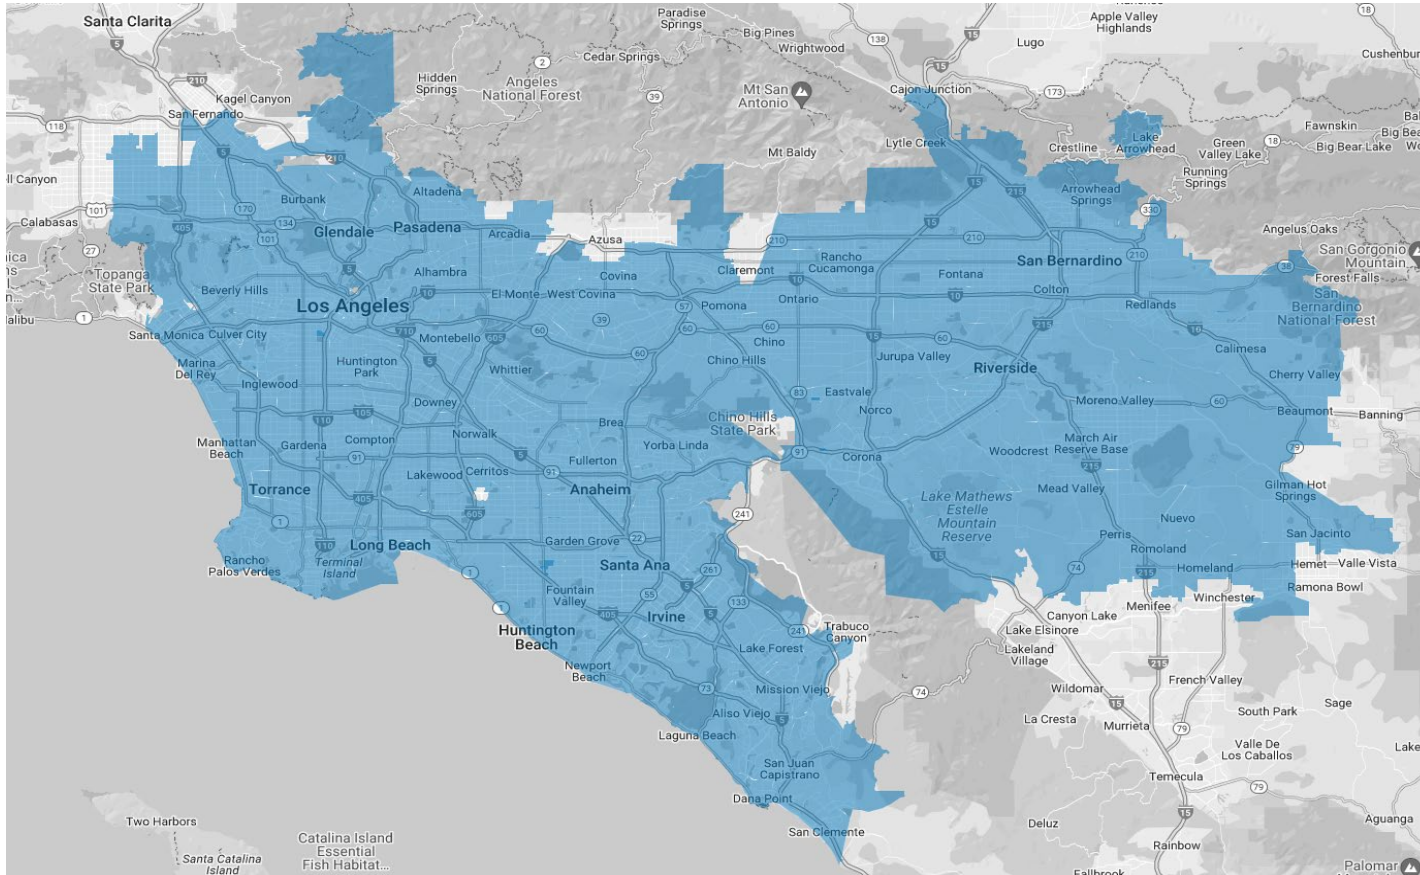 Santa Clarita
Paradise
Springs
Big Pines
Wrightwood
Apple Valley
Highlands
Lugo
Cushenbur
Cedar Springs
Hidden
Springs
Angeles
National Forest
Mt San
Antonio
Cajon Junction
Kagel Canyon
San Fernando
Mt Baldy
Lytle Creek
Crestline
Lake
Arrowhead
Green
Valley Lake
Fawnskin
Big Bear Lake
Running
Springs
ll Canyon
Calabasas
Burbank
Altadena
Arrowhead
Springs
Glendale
Pasadena
Arcadia
Azusa
Angelus Oaks
San Gorgonio
Mountain
Forest Falls
Topanga
State Park
Alhambra
Covina
Claremont
Rancho
Cucamonga
Fontana
San Bernardino
Beverly Hills
Los Angeles
El Monte
West Covina
Pomona
Ontario
Colton
Redlands
San
Bernardino
National Forest
alibu
Santa Monica
Culver City
Montebello
Chino
Calimesa
Marina
Del Rey
Huntington
Park
Whittier
Chino Hills
Jurupa Valley
Riverside
Cherry Valley
Inglewood
Downey
Eastvale
Norco
Moreno Valley
Beaumont
Banning
Chino Hills
State Park
Manhattan
Beach
Gardena
Compton
Norwalk
Brea
Yorba Linda
Lakewood
Cerritos
Fullerton
Corona
Woodcrest
March Air
Reserve Base
Torrance
Anaheim
Lake Mathews
Estelle
Mountain
Reserve
Mead Valley
Gilman Hot
Springs
Nuevo
Perris
San Jacinto
Rancho
Palos Verdes
Terminal
Island
Long Beach
Garden Grove
Santa Ana
Romoland
Homeland
Hemet
Valle Vista
Ramona Bowl
Winchester
Menifee
Canyon Lake
Fountain
Valley
Irvine
Huntington
Beach
Trabuco
Canyon
Lake Elsinore
Lakeland
Village
Lake Forest
Newport
Beach
Mission Viejo
Wildomar
French Valley
Aliso Viejo
La Cresta
Murrieta
South Park
Sage
Laguna Beach
Valle De
Los Caballos
San Juan
Capistrano
Temecula
Dana Point
San Clemente
Deluz
Aguanga
Two Harbors
Catalina Island
Essential
Fish Habitat...
Santa Catalina
Island
Rainbow
Fallbrook
Palomar